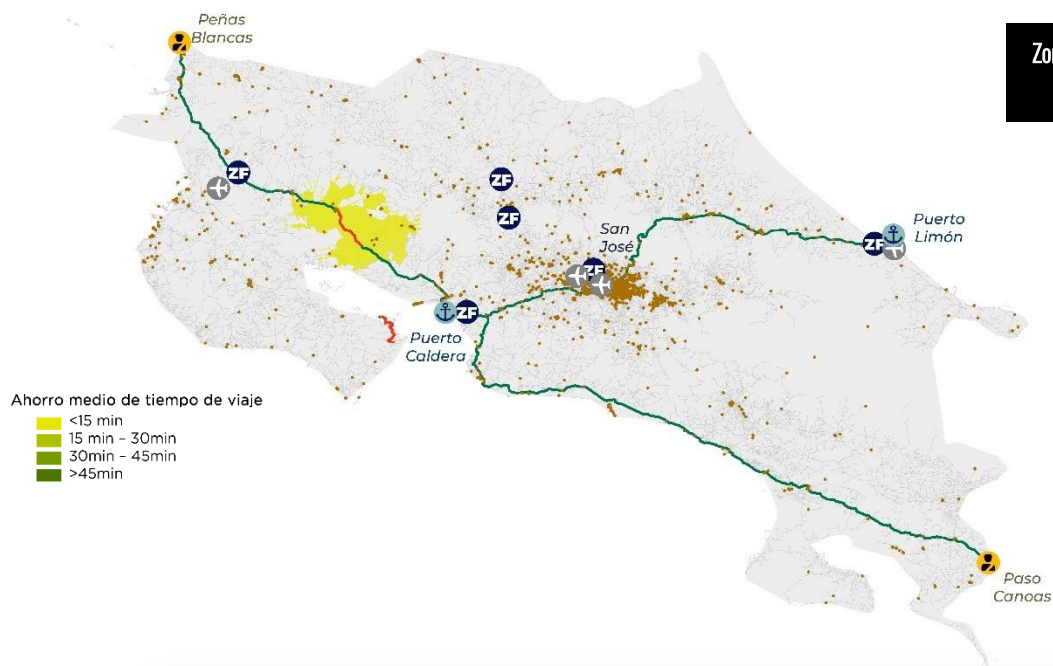 Peñas
Blancas
Zo
ZF
ZF
ZF
San
José
Puerto
Limón
ZF
ZF
ZF
Puerto
Caldera
Ahorro medio de tiempo de viaje
<15 min
15 min – 30min
30min – 45min
>45min
Paso
Canoas